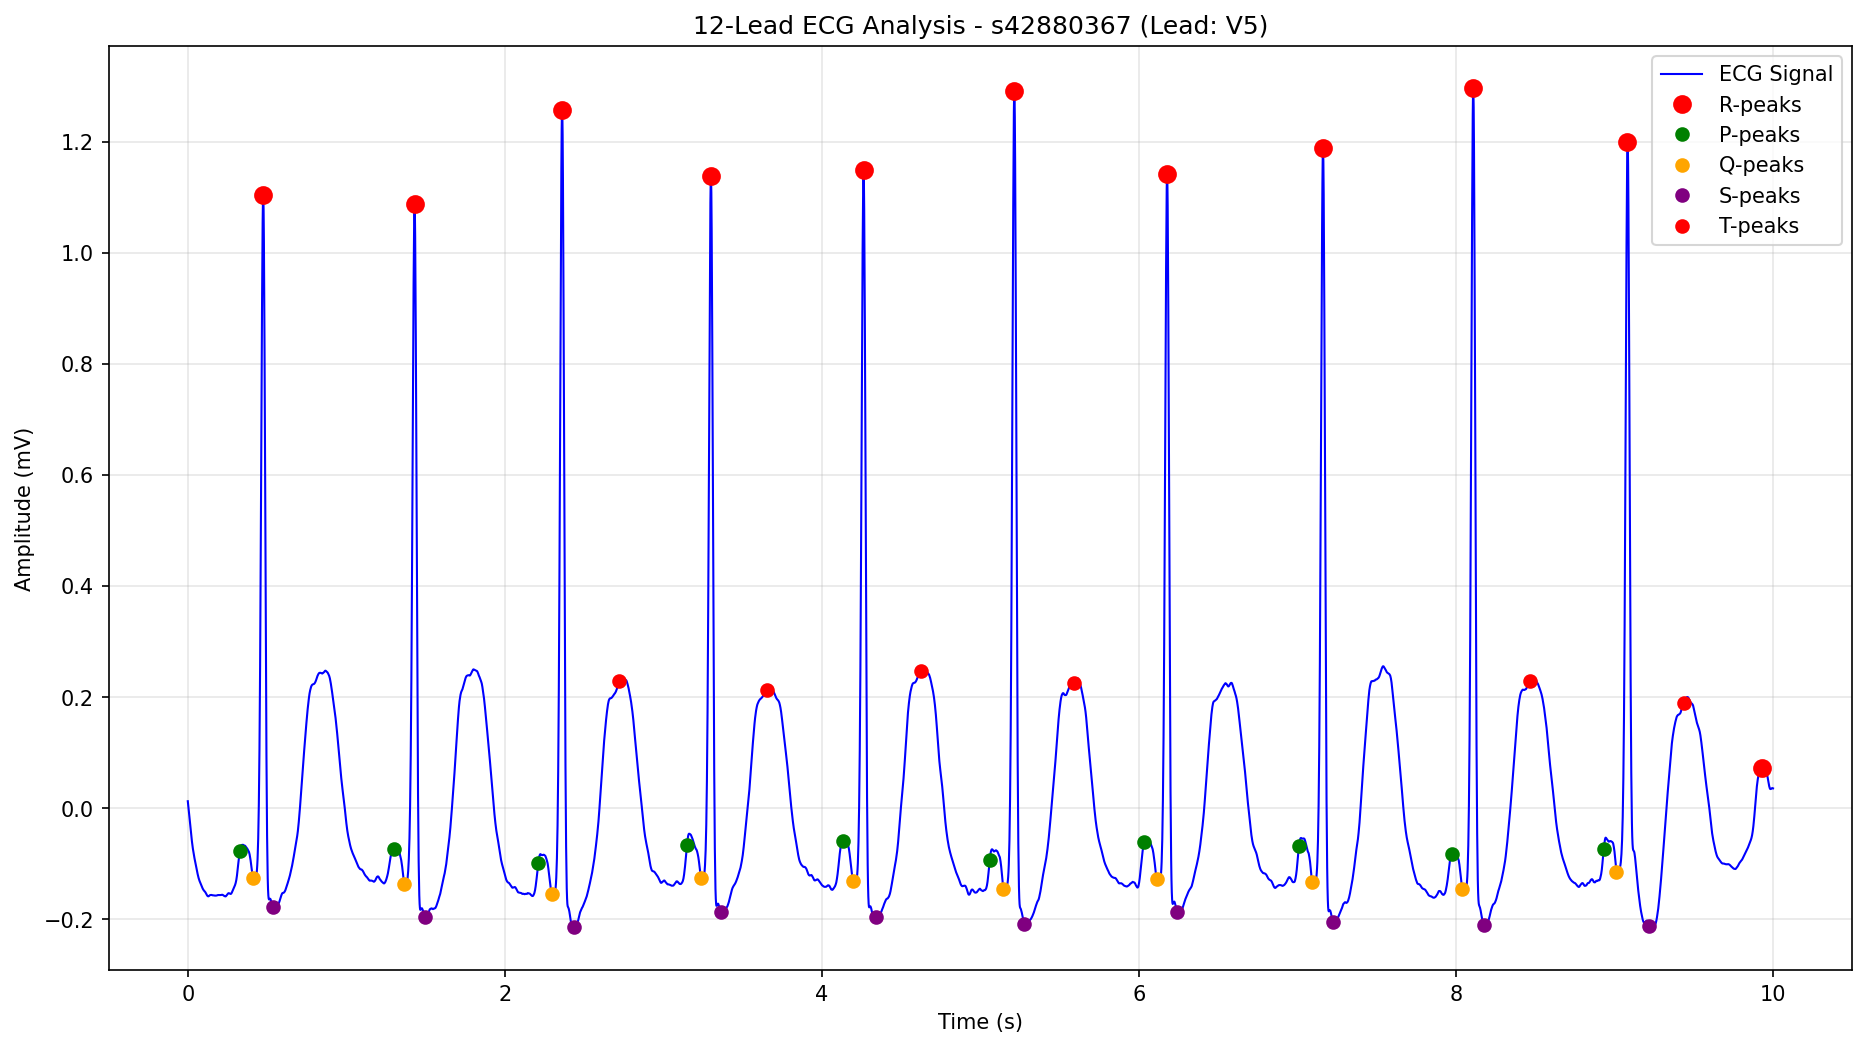 12-Lead ECG Analysis - s42880367 (Lead: V5)
ECG Signal
R-peaks
P-peaks
Q-peaks
S-peaks
T-peaks
1.2
1.0
0.8
0.6
0.4
0.2
0.0
−0.2
Amplitude (mV)
0 2 4 6 8 10
Time (s)